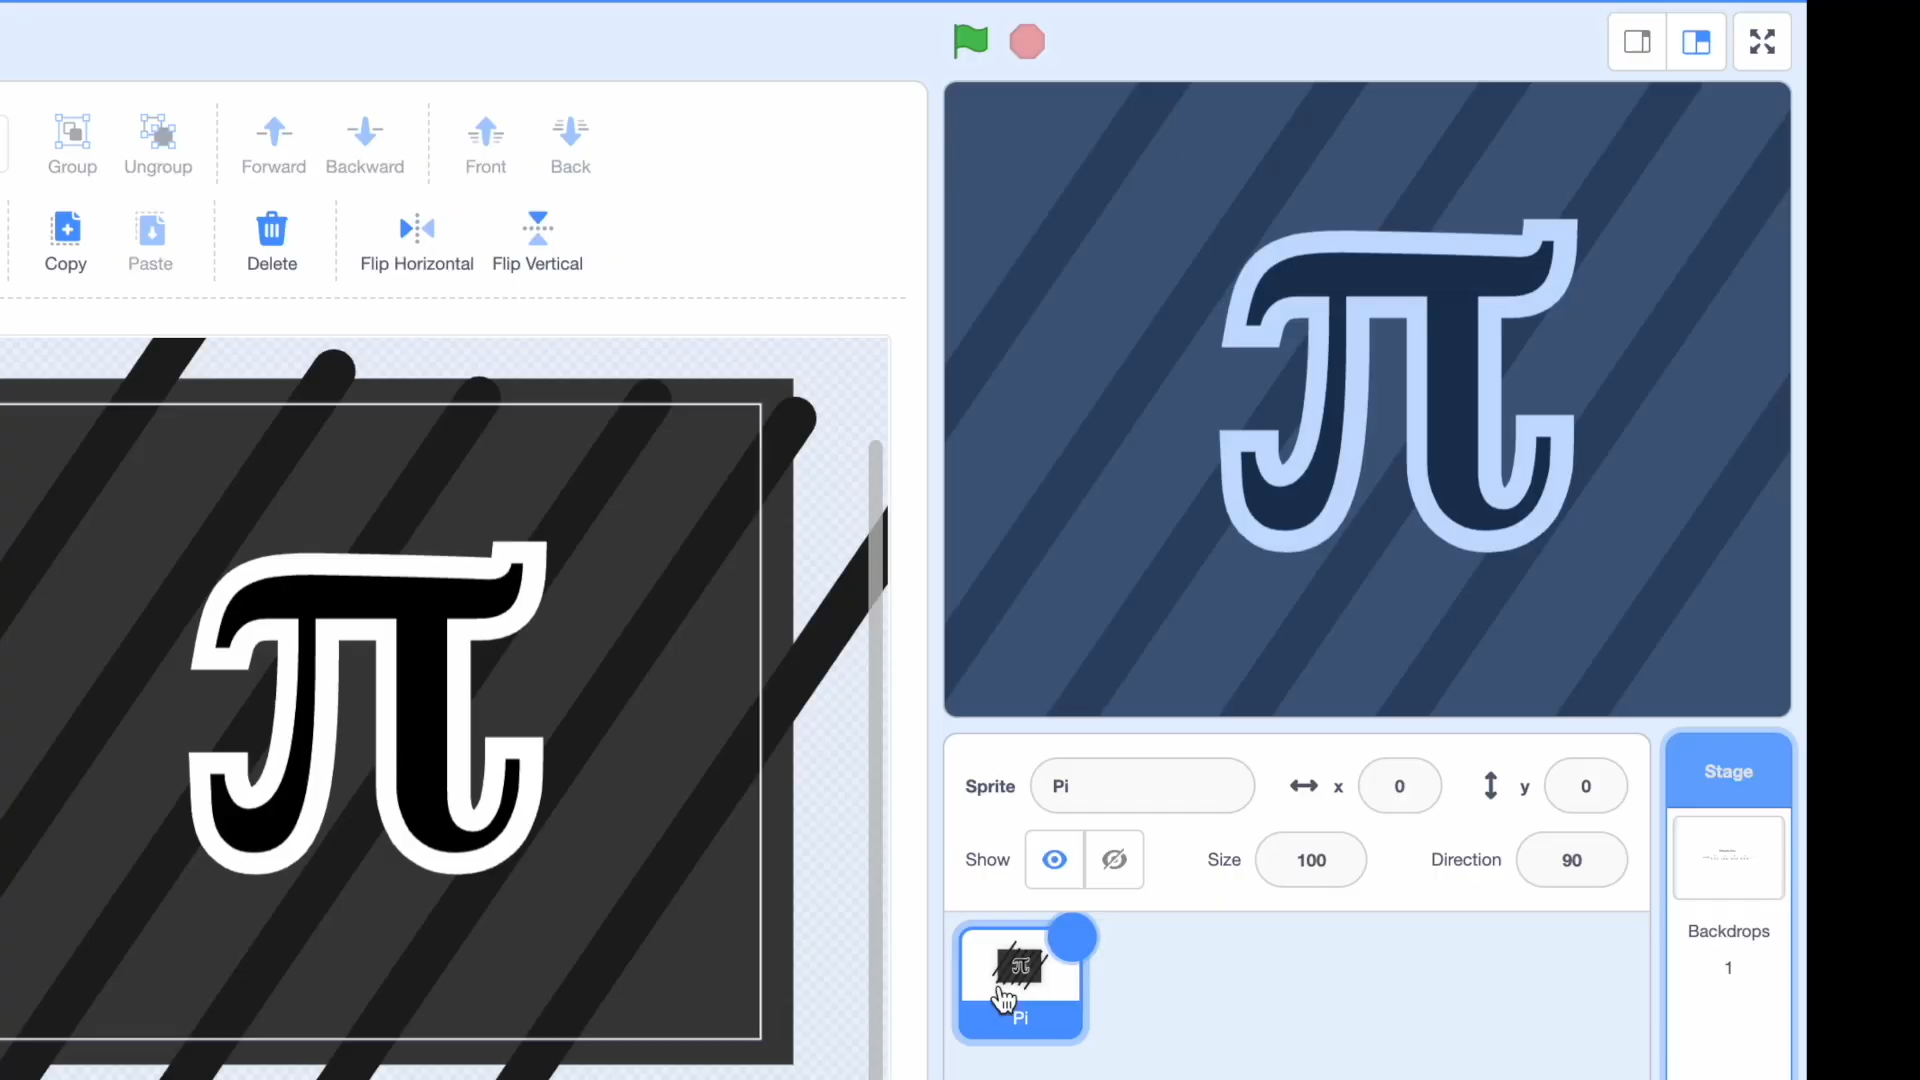 Group Ungroup Forward Backward Front Back
Copy Paste Delete Flip Horizontal Flip Vertical
π
π
Sprite Pi x 0 y 0
Show Size 100 Direction 90
Stage
Backdrops
1
π
Pi